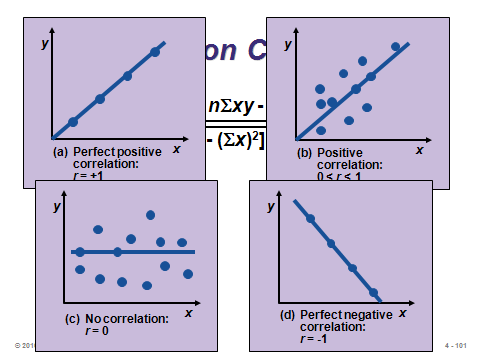 on C
y
y
nΣxy -
- (Σx)²]
x
(a) Perfect positive
correlation:
r = +1
x
(b) Positive
correlation:
0 < r < 1
y
y
x
(c) No correlation:
r = 0
x
(d) Perfect negative
correlation:
r = -1
© 201
4 - 101